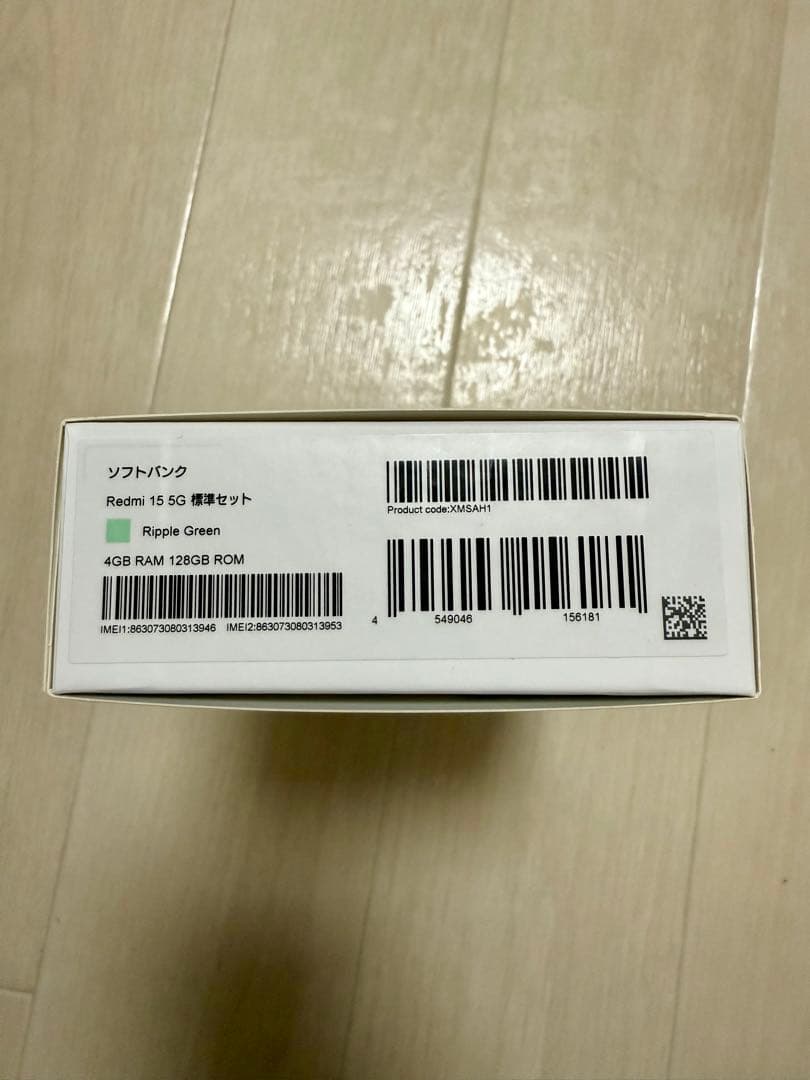 ソフトバンク
Redmi 15 5G 標準セット
Ripple Green
4GB RAM 128GB ROM
IMEI1:863073080313946 IMEI2:863073080313953
Product code:XMSAH1
4 549046 156181